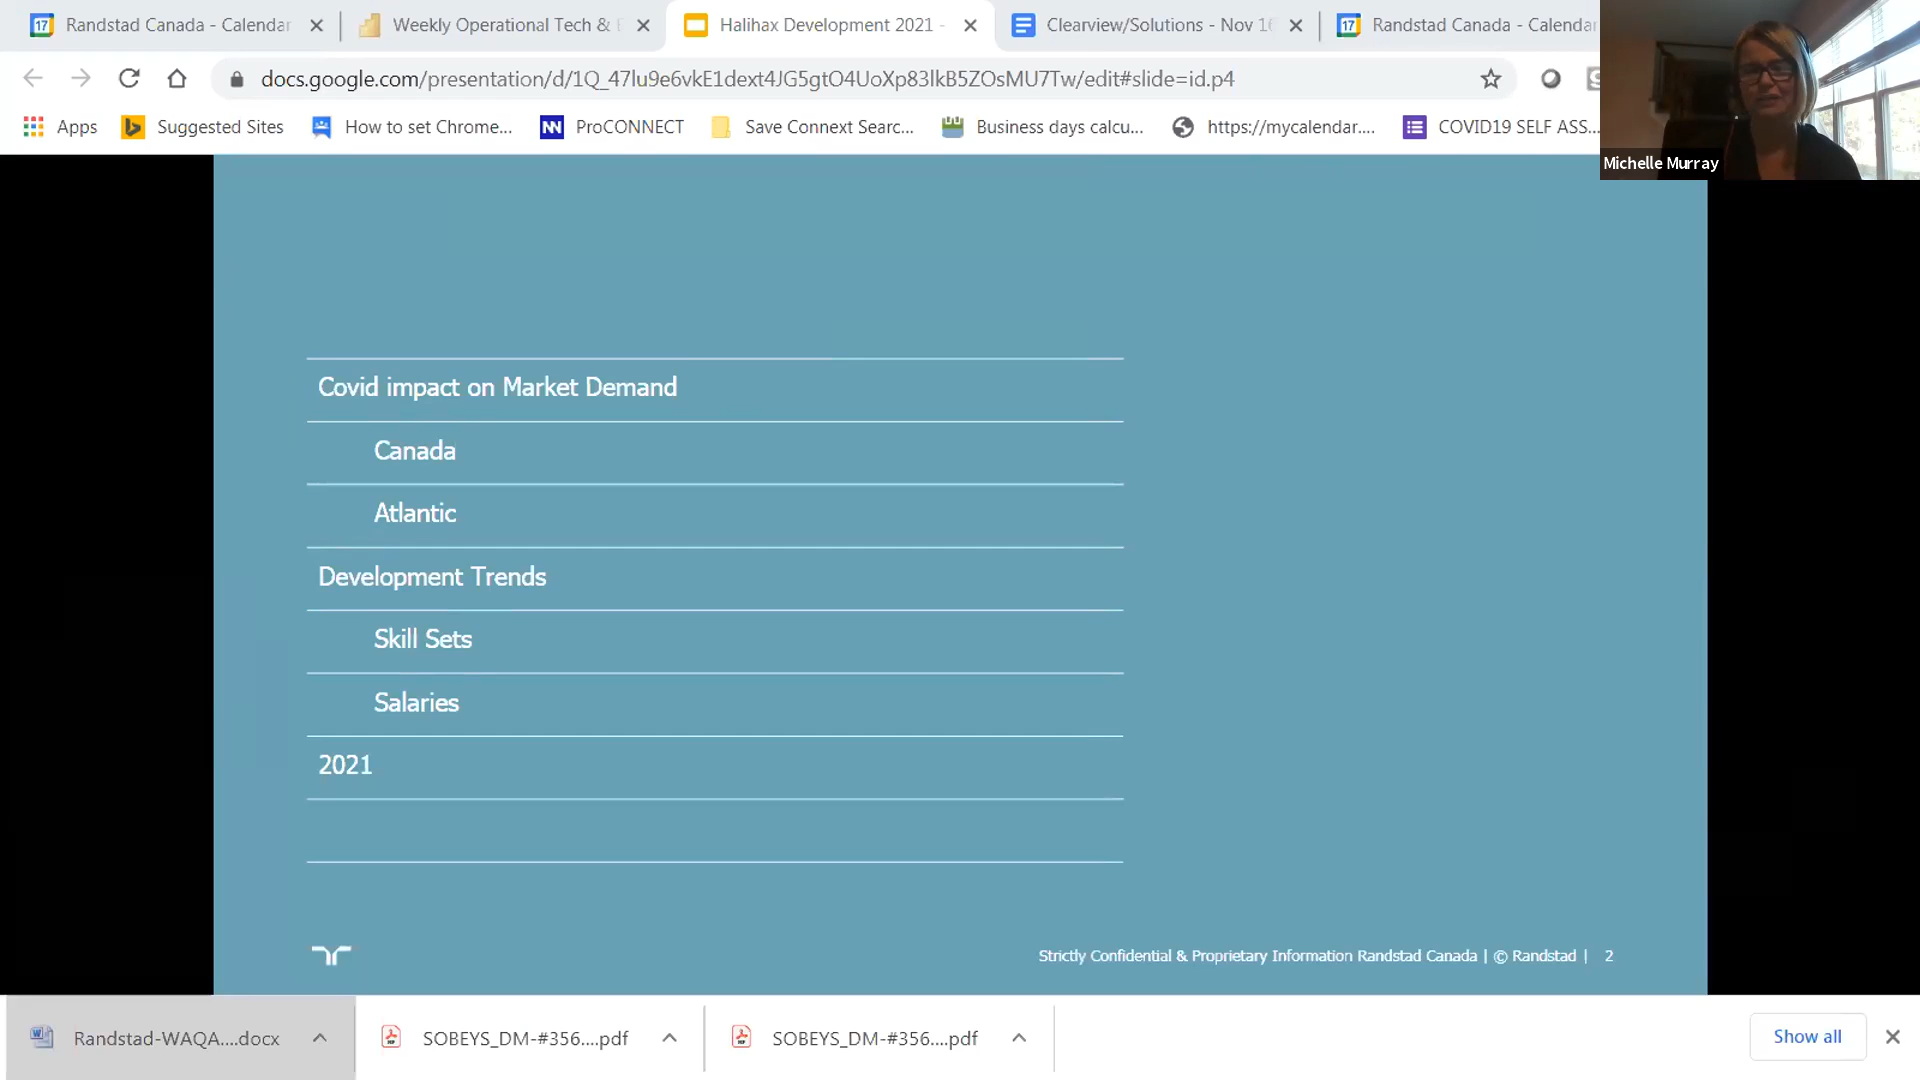 Randstad Canada - Calendar
Weekly Operational Tech &
Halihax Development 2021 -
Clearview/Solutions - Nov
Randstad Canada - Calendar
docs.google.com/presentation/d/1Q_47lu9e6vkE1dext4JG5gtO4UoXp83lkB5ZOsMU7Tw/edit#slide=id.p4
Apps
Suggested Sites
How to set Chrome...
ProCONNECT
Save Connext Searc...
Business days calcu...
https://mycalendar....
COVID19 SELF ASS...
Michelle Murray
Covid impact on Market Demand
Canada
Atlantic
Development Trends
Skill Sets
Salaries
2021
Strictly Confidential & Proprietary Information Randstad Canada | © Randstad | 2
Randstad-WAQA....docx
SOBEYS_DM-#356....pdf
SOBEYS_DM-#356....pdf
Show all